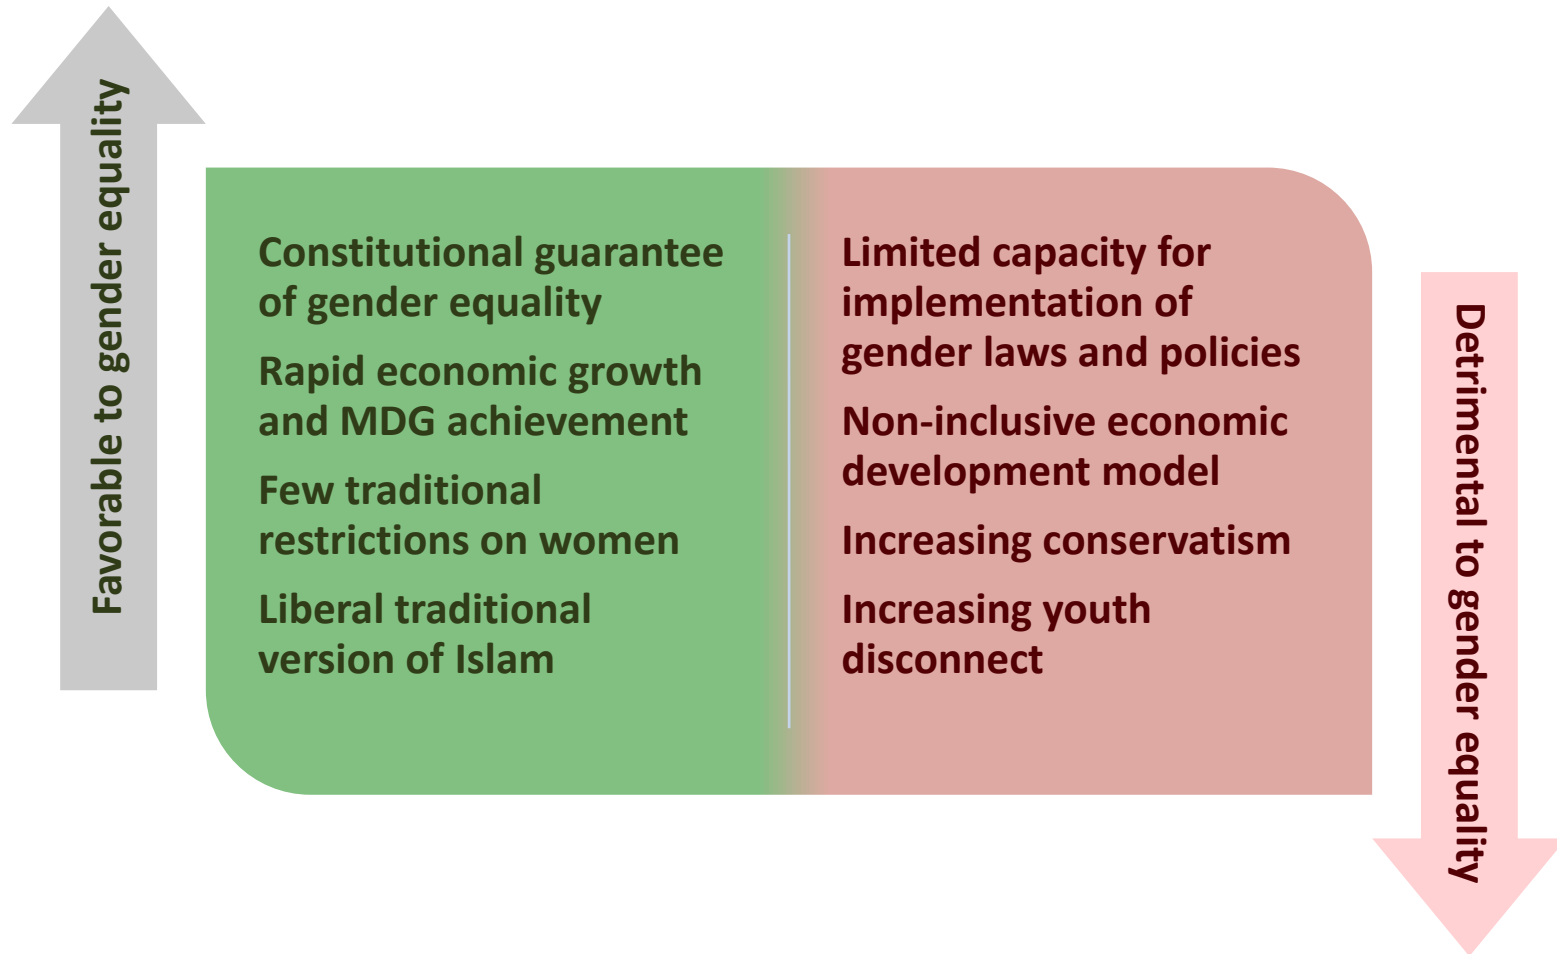 Favorable to gender equality
Constitutional guarantee
of gender equality
Rapid economic growth
and MDG achievement
Few traditional
restrictions on women
Liberal traditional
version of Islam
Limited capacity for
implementation of
gender laws and policies
Non-inclusive economic
development model
Increasing conservatism
Increasing youth
disconnect
Detrimental to gender equality